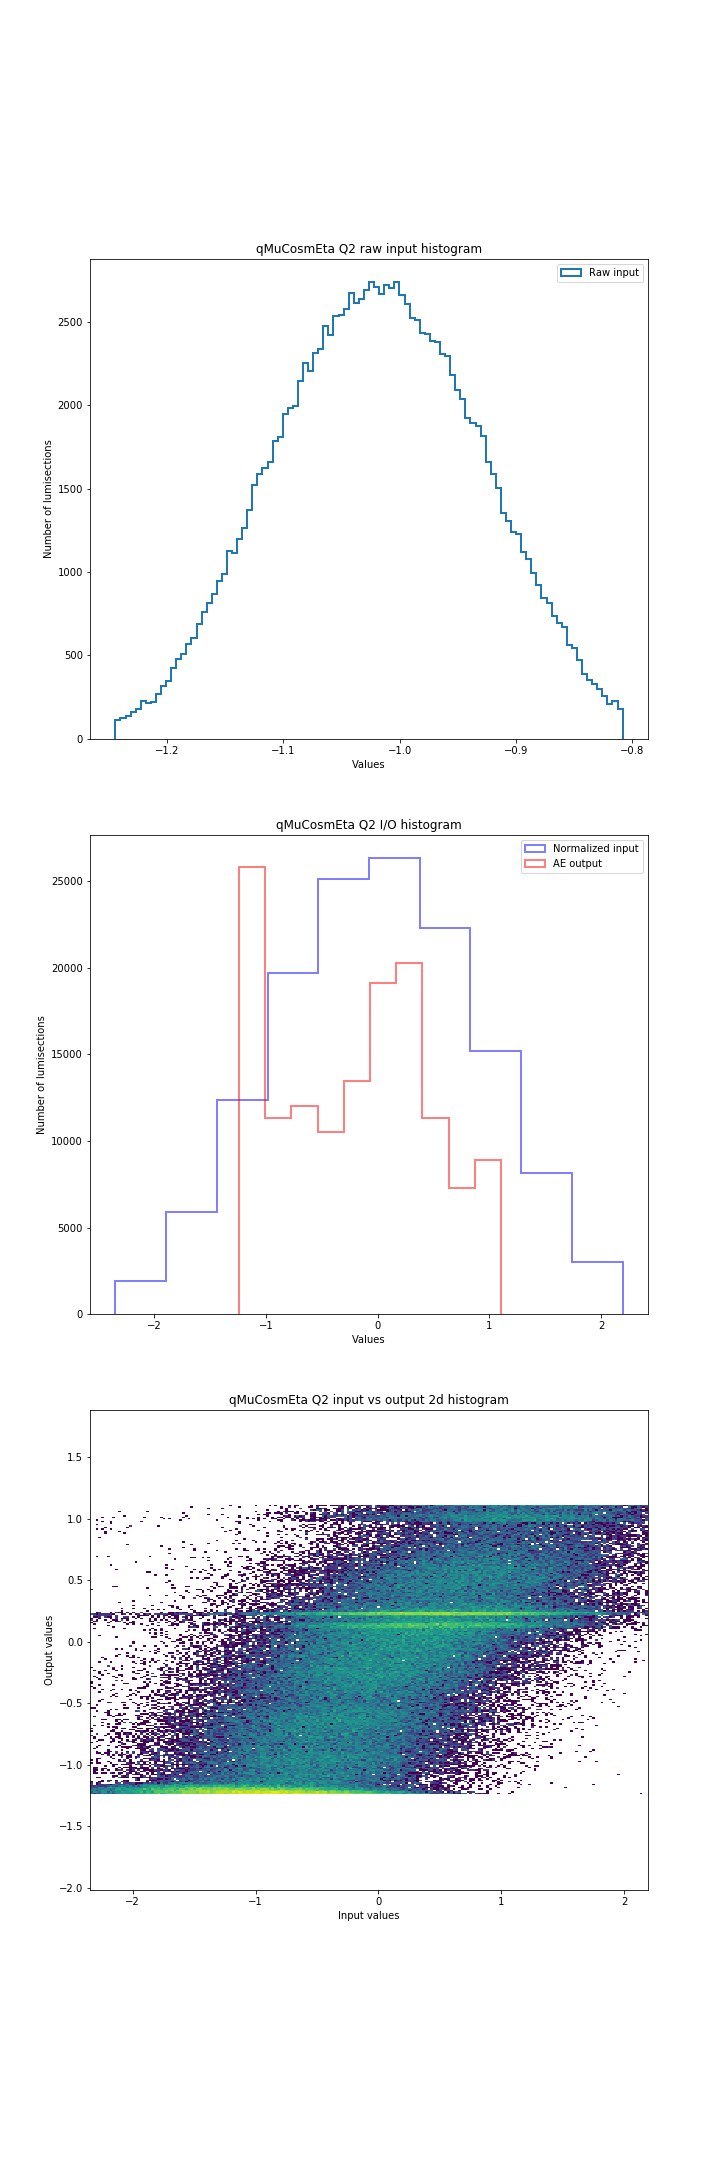 qMuCosmEta Q2 raw input histogram
Raw input
2500
2000
1500
1000
500
0
Number of lumisections
−1.2 −1.1 −1.0 −0.9 −0.8
Values
qMuCosmEta Q2 I/O histogram
Normalized input
AE output
25000
20000
15000
10000
5000
0
Number of lumisections
−2 −1 0 1 2
Values
qMuCosmEta Q2 input vs output 2d histogram
1.5
1.0
0.5
0.0
−0.5
−1.0
−1.5
−2.0
Output values
−2 −1 0 1 2
Input values